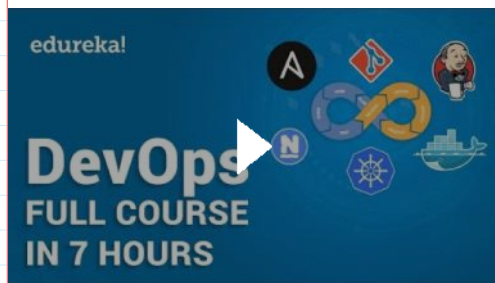 edureka!
DevOps
FULL COURSE
IN 7 HOURS
A
N